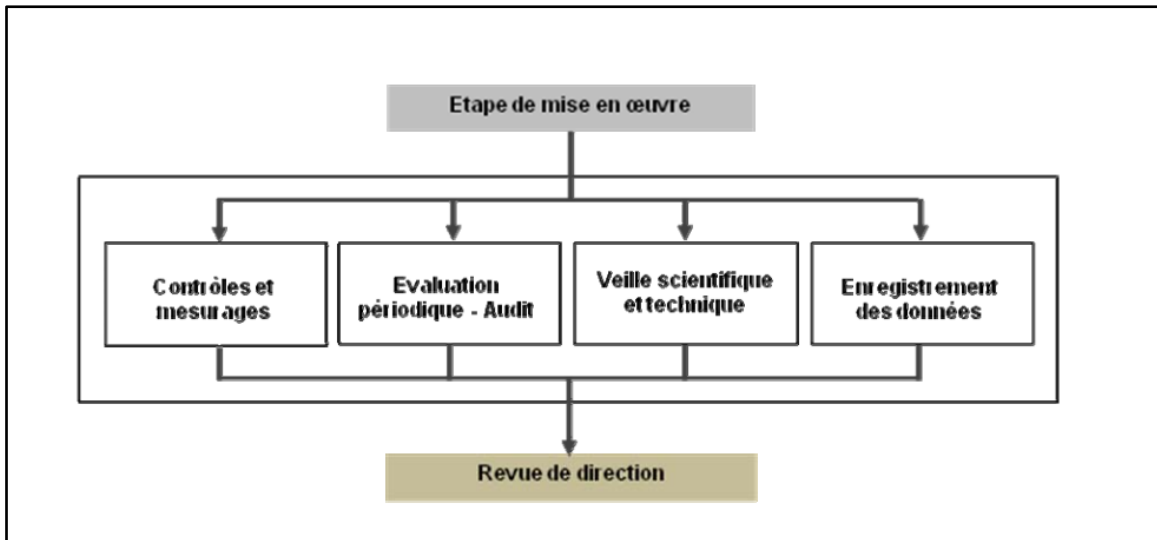 Etape de mise en œuvre
Contrôles et
mesurages
Evaluation
périodique - Audit
Veille scientifique
et technique
Enregistrement
des données
Revue de direction